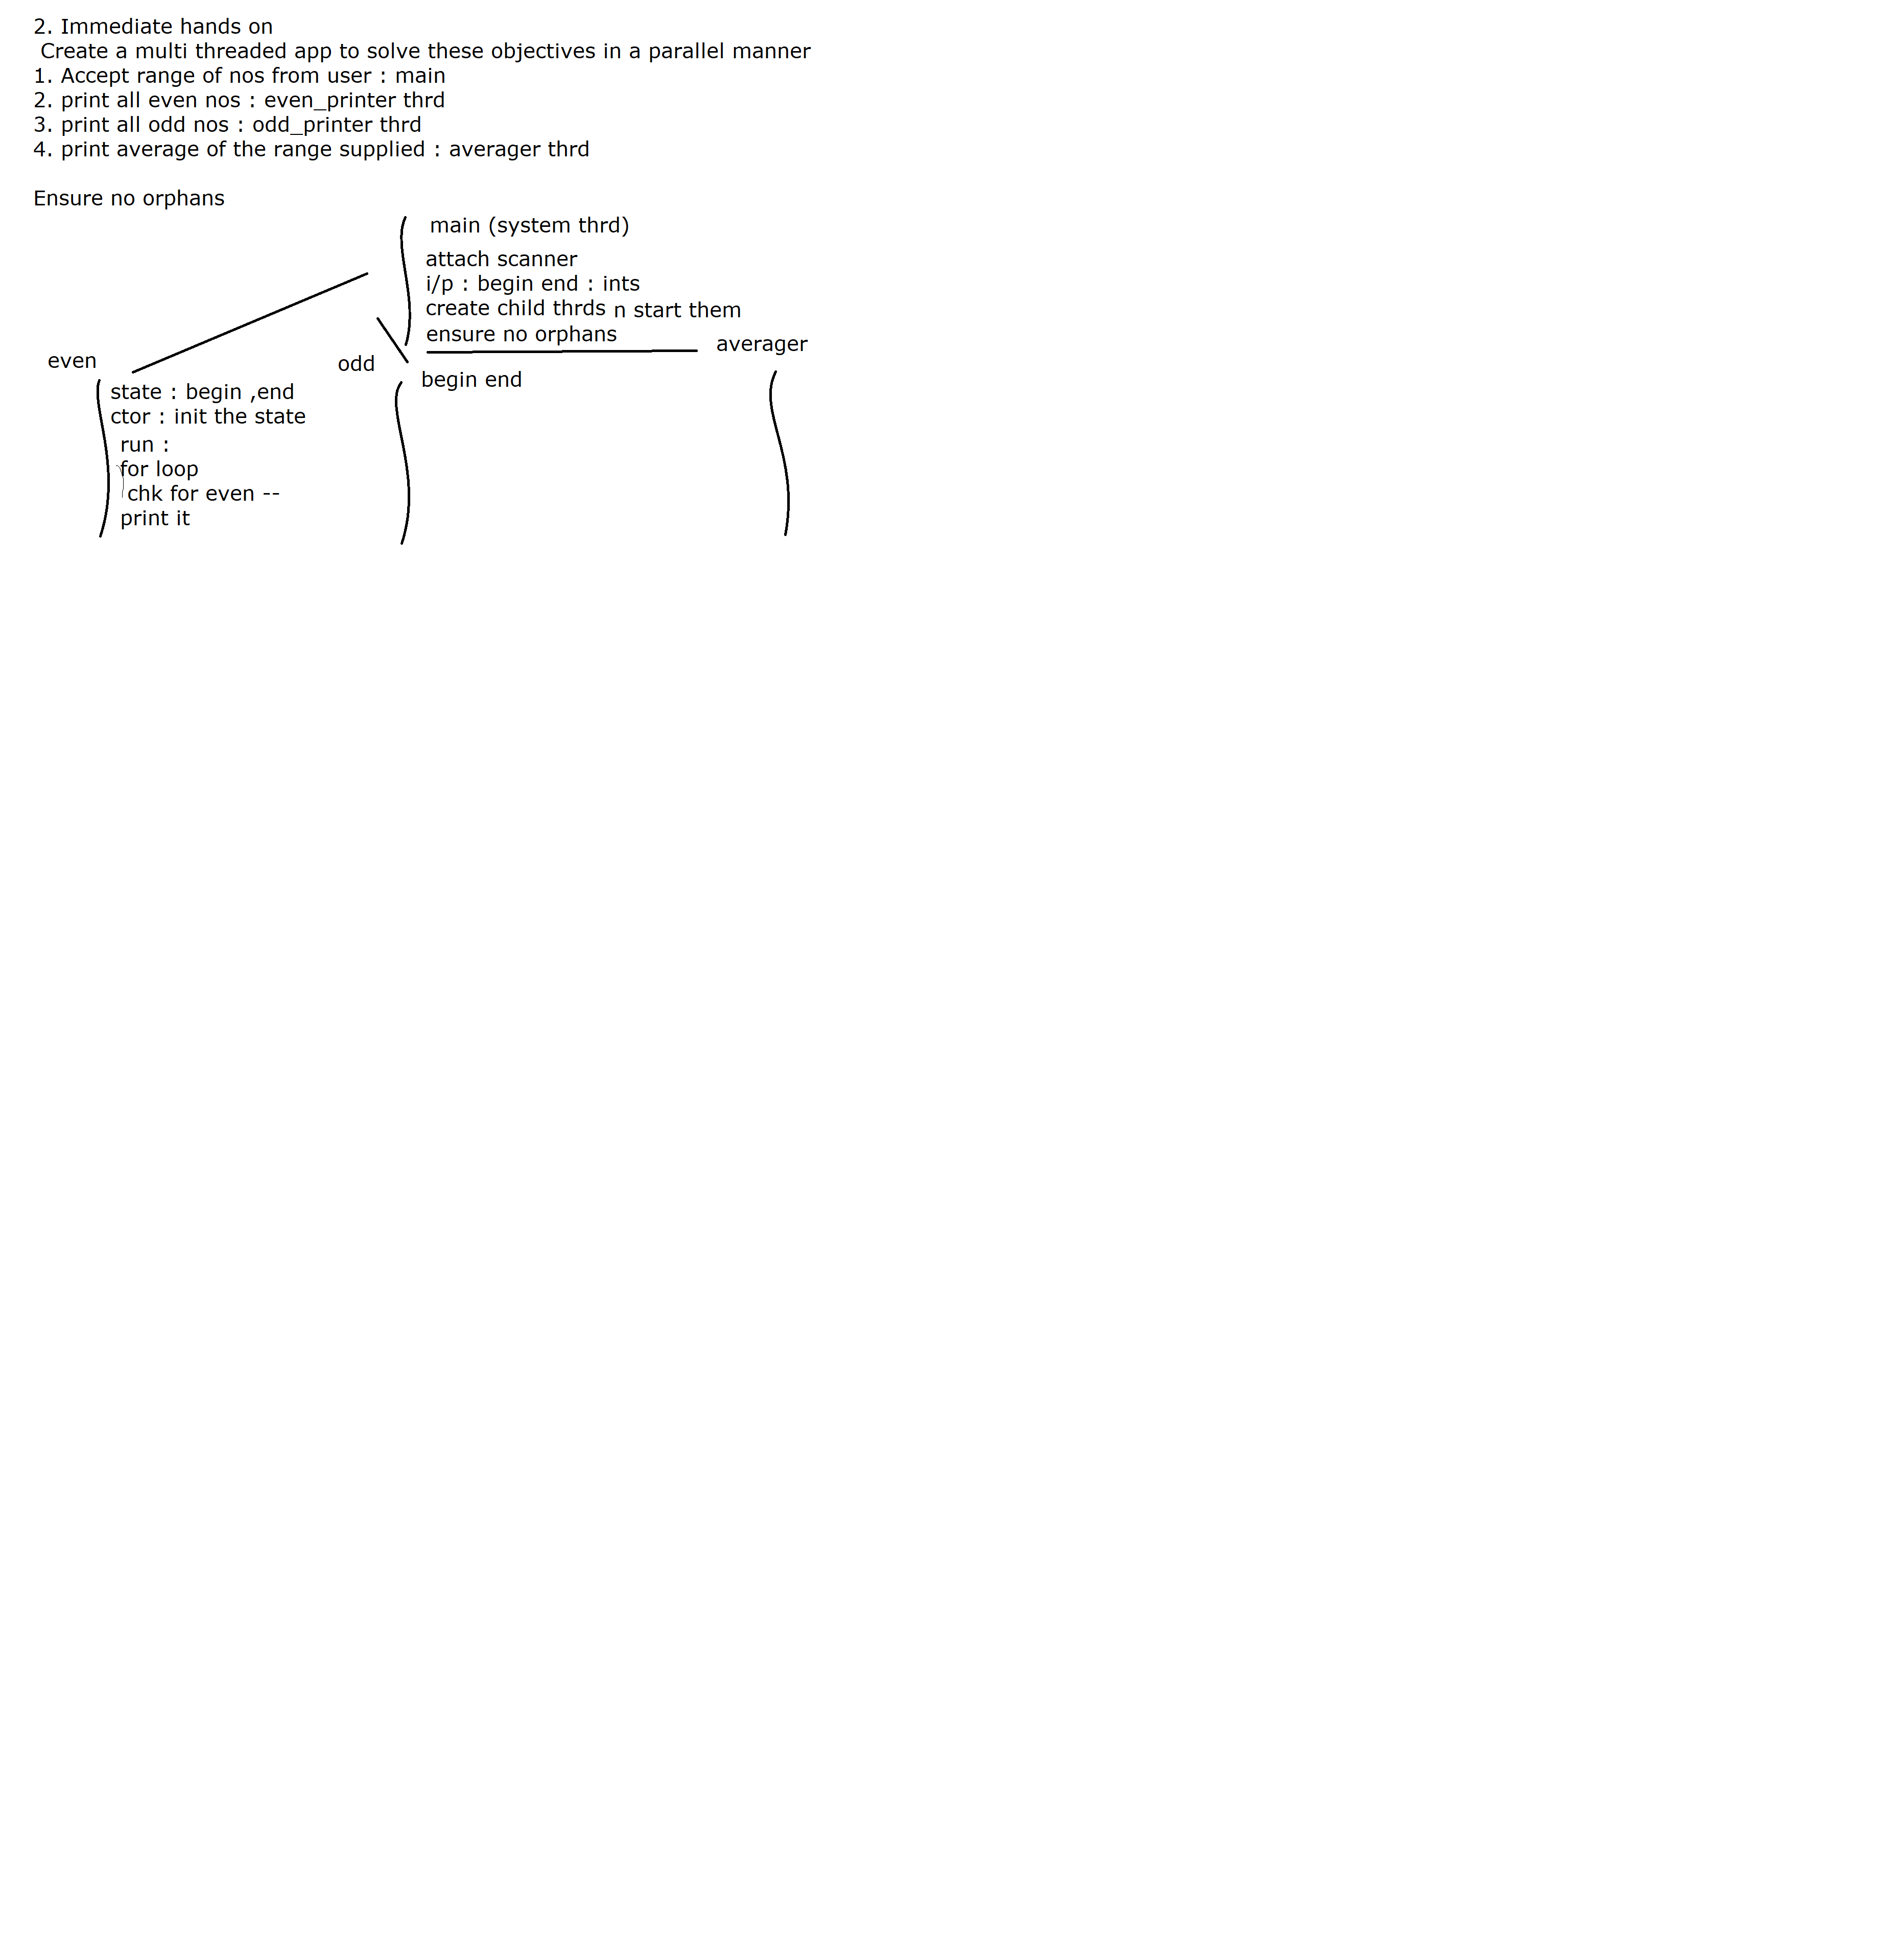 2. Immediate hands on
Create a multi threaded app to solve these objectives in a parallel manner
1. Accept range of nos from user : main
2. print all even nos : even_printer thrd
3. print all odd nos : odd_printer thrd
4. print average of the range supplied : averager thrd
Ensure no orphans
main (system thrd)
attach scanner
i/p : begin end : ints
create child thrds n start them
ensure no orphans
averager
even
odd
begin end
state : begin ,end
ctor : init the state
run :
for loop
chk for even --
print it